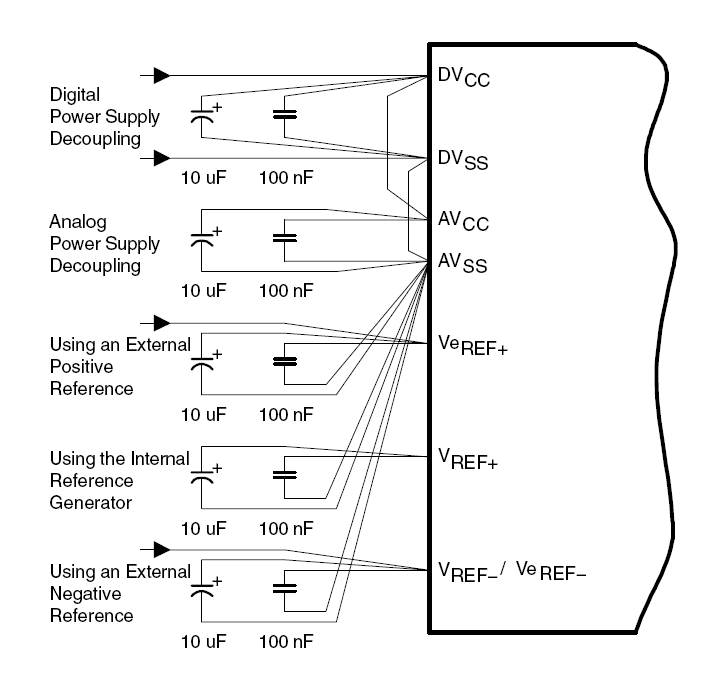 DVCC
Digital
Power Supply
Decoupling
+
DVSS
10 uF 100 nF
Analog
Power Supply
Decoupling
+
AVCC
AVSS
10 uF 100 nF
Using an External
Positive
Reference
+
VeREF+
10 uF 100 nF
Using the Internal
Reference
Generator
+
VREF+
10 uF 100 nF
Using an External
Negative
Reference
+
VREF− / VeREF−
10 uF 100 nF